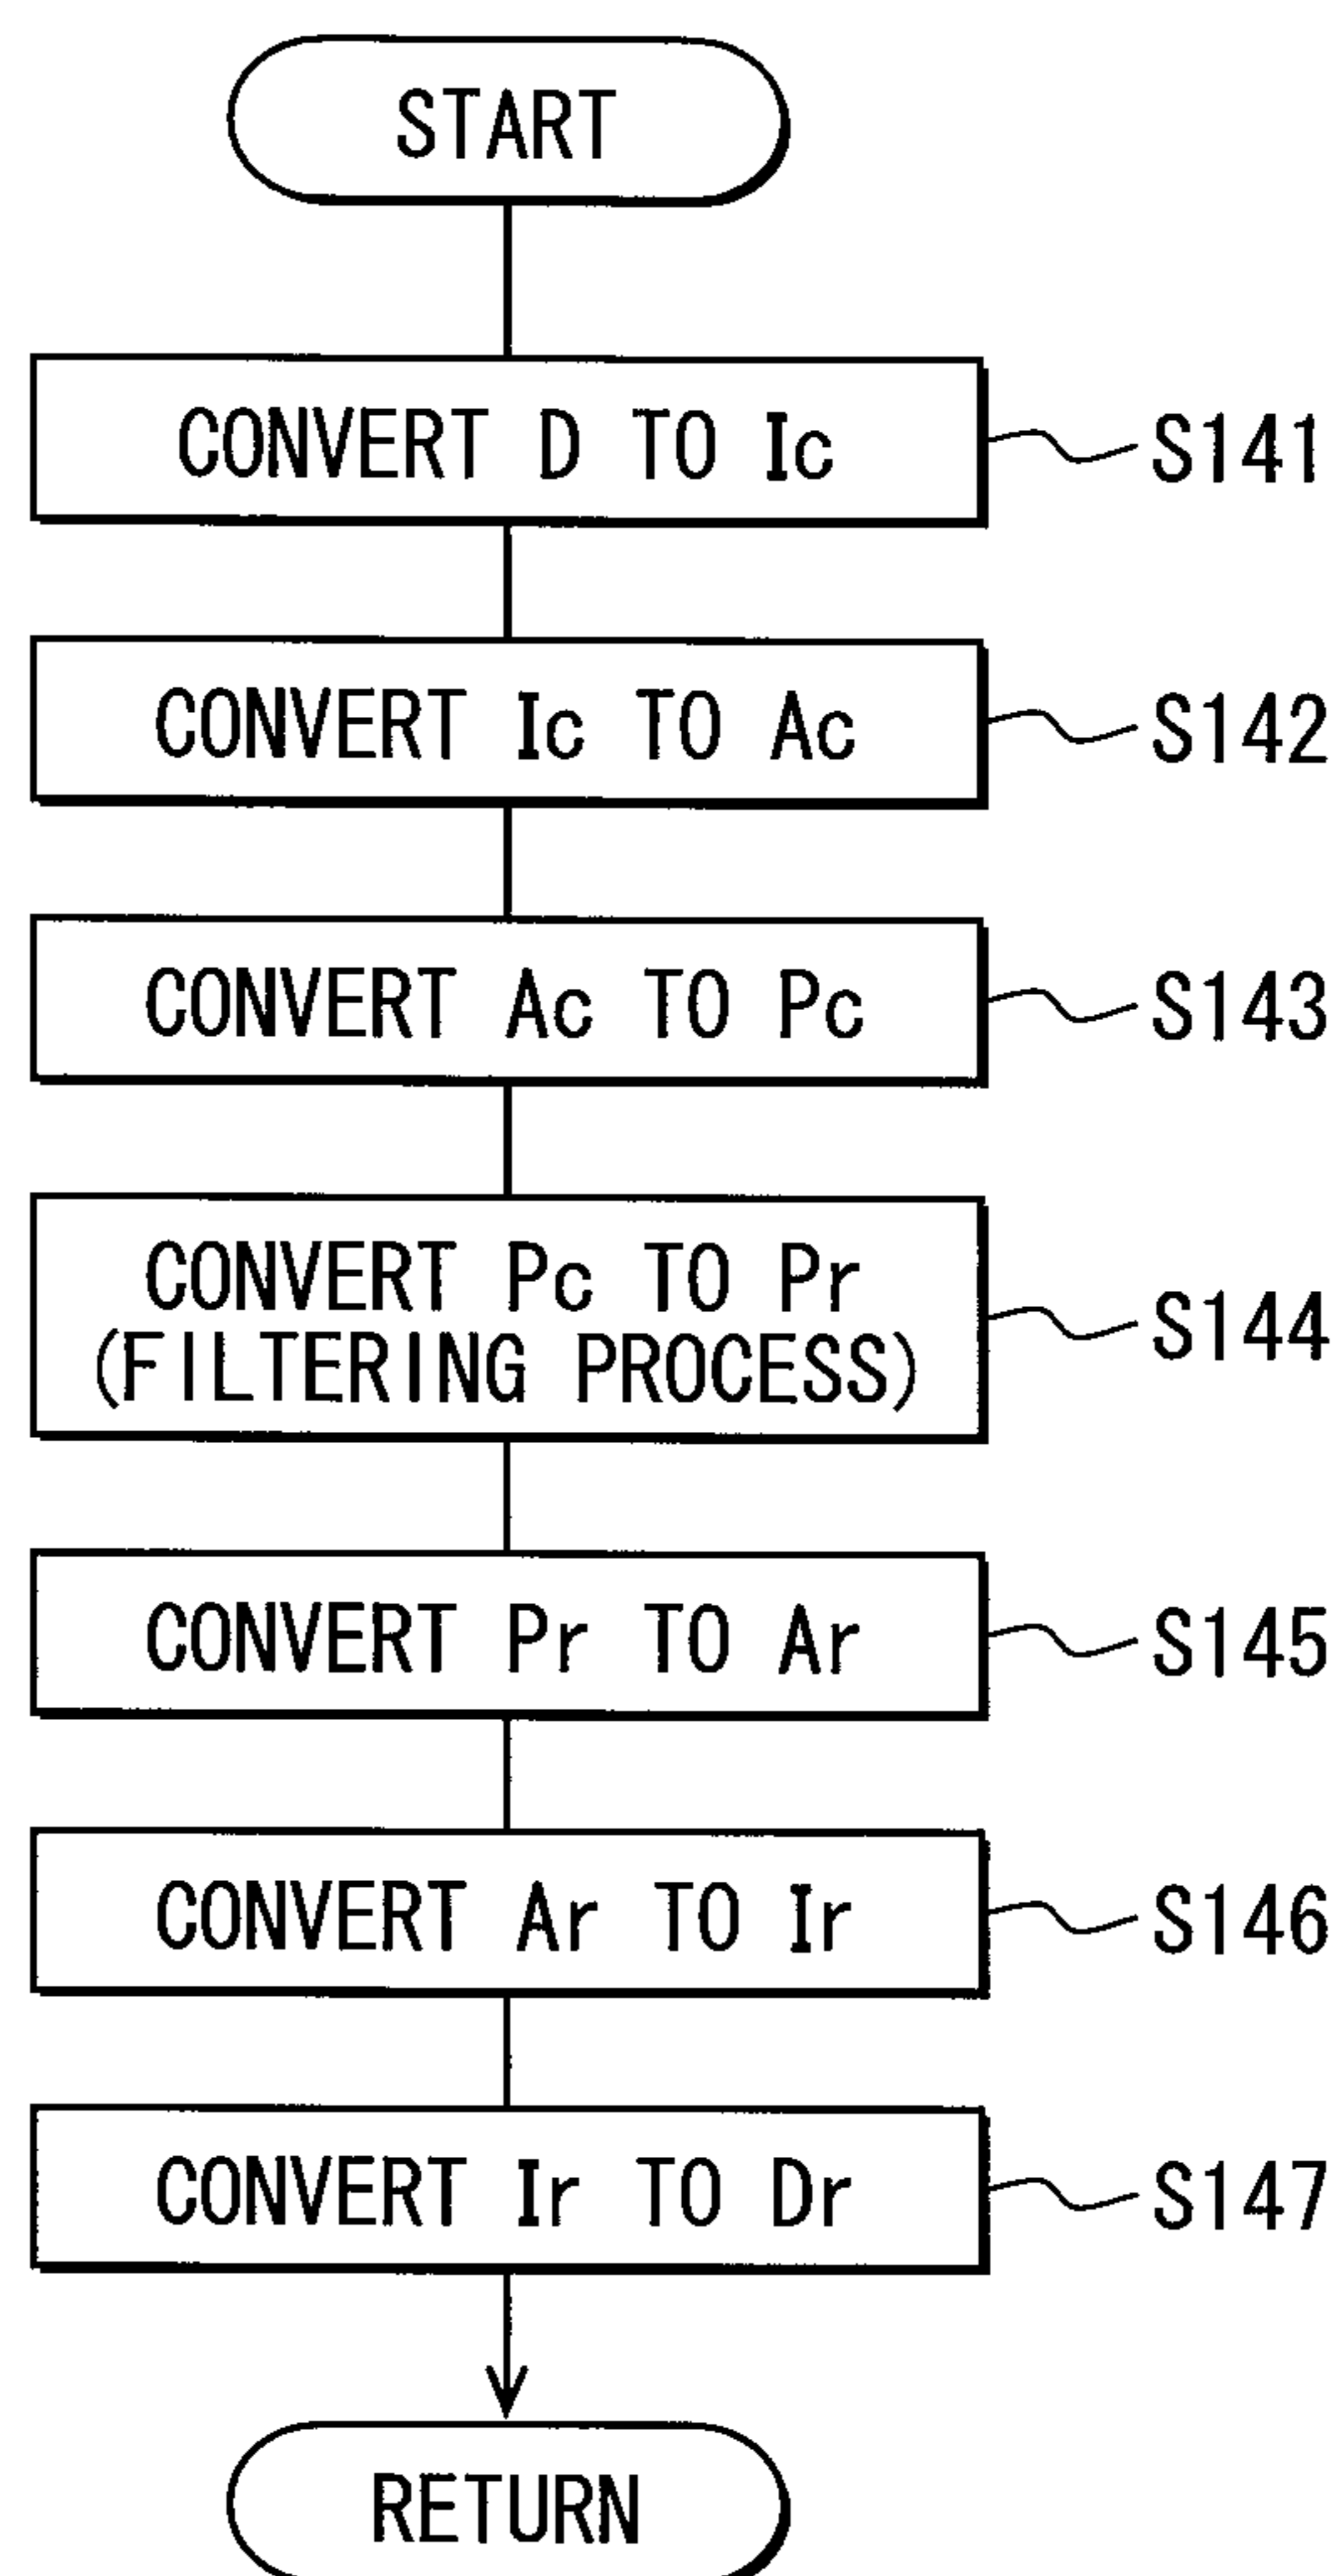 START
CONVERT D TO Ic
S141
CONVERT Ic TO Ac
S142
CONVERT Ac TO Pc
S143
CONVERT Pc TO Pr
(FILTERING PROCESS)
S144
CONVERT Pr TO Ar
S145
CONVERT Ar TO Ir
S146
CONVERT Ir TO Dr
S147
RETURN